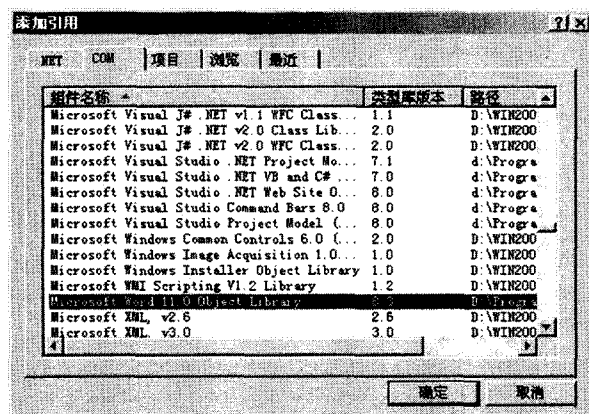 添加引用 ? ×
NET COM 项目 浏览 最近
组件名称 类型库版本 路径
Microsoft Visual J# .NET v1.1 WFC Class... 1.1 D:\WIN200
Microsoft Visual J# .NET v2.0 Class Lib... 2.0 D:\WIN200
Microsoft Visual J# .NET v2.0 WFC Class... 2.0 D:\WIN200
Microsoft Visual Studio .NET Project Mo... 7.1 d:\Progra
Microsoft Visual Studio .NET VB and C# ... 7.0 d:\Progra
Microsoft Visual Studio .NET Web Site O... 8.0 d:\Progra
Microsoft Visual Studio Command Bars 8.0 8.0 d:\Progra
Microsoft Visual Studio Project Model (... 8.0 d:\Progra
Microsoft Windows Common Controls 6.0 (... 2.0 D:\WIN200
Microsoft Windows Image Acquisition 1.0... 1.0 D:\WIN200
Microsoft Windows Installer Object Library 1.0 D:\WIN200
Microsoft WMI Scripting V1.2 Library 1.2 D:\WIN200
Microsoft Word 11.0 Object Library D:\Progra
Microsoft XML, v2.6 2.6 D:\WIN200
Microsoft XML, v3.0 3.0 D:\WIN200
确定 取消